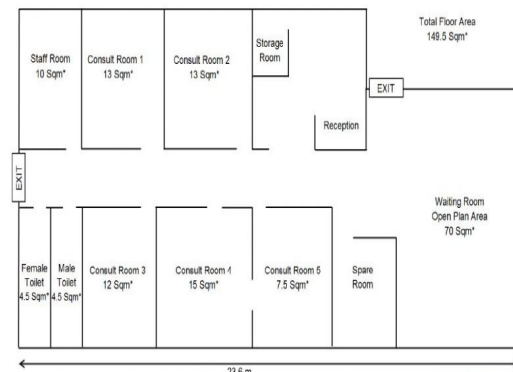 Total Floor Area
149.5 Sqm*
Staff Room
10 Sqm*
Consult Room 1
13 Sqm*
Consult Room 2
13 Sqm*
Storage
Room
EXIT
Reception
EXIT
Waiting Room
Open Plan Area
70 Sqm*
Female
Toilet
4.5 Sqm*
Male
Toilet
4.5 Sqm*
Consult Room 3
12 Sqm*
Consult Room 4
15 Sqm*
Consult Room 5
7.5 Sqm*
Spare
Room
23.6 m